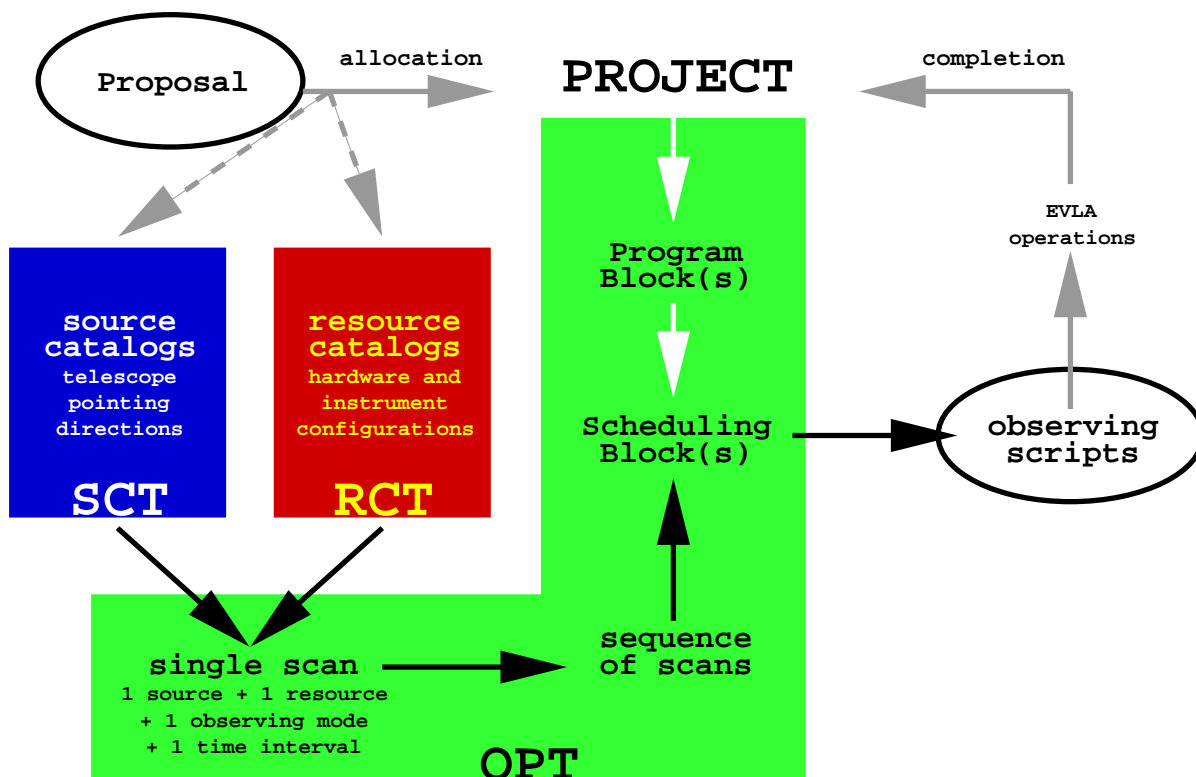 Proposal
allocation
PROJECT
completion
EVLA
operations
Program
Block(s)
source
catalogs
telescope
pointing
directions
SCT
resource
catalogs
hardware and
instrument
configurations
RCT
Scheduling
Block(s)
observing
scripts
single scan
1 source + 1 resource
+ 1 observing mode
+ 1 time interval
sequence
of scans
OPT